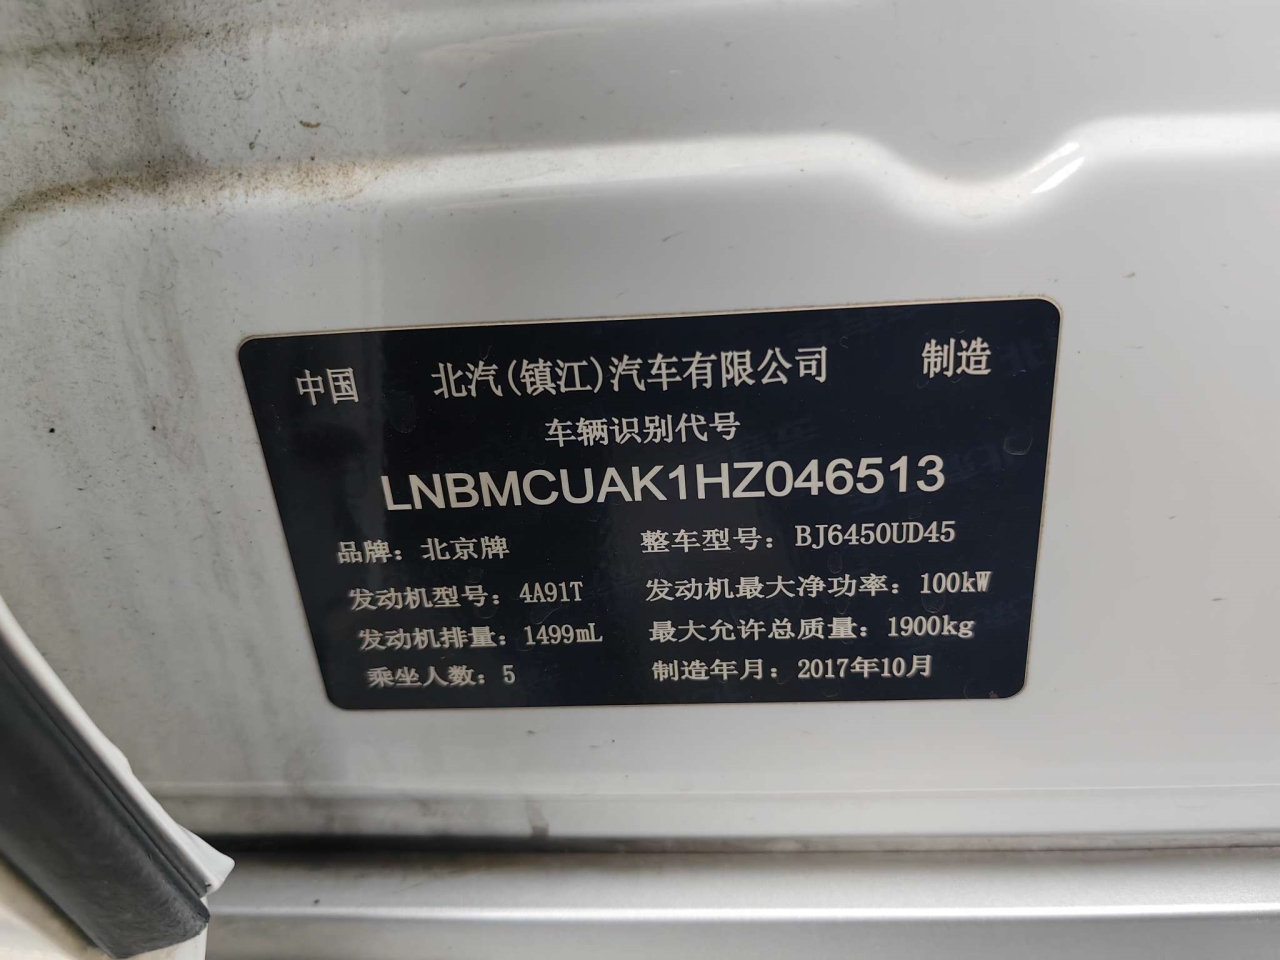 中国 北汽(镇江)汽车有限公司 制造
车辆识别代号
LNBMCUAK1HZ046513
品牌：北京牌 整车型号：BJ6450UD45
发动机型号：4A91T 发动机最大净功率：100kW
发动机排量：1499mL 最大允许总质量：1900kg
乘坐人数：5 制造年月：2017年10月